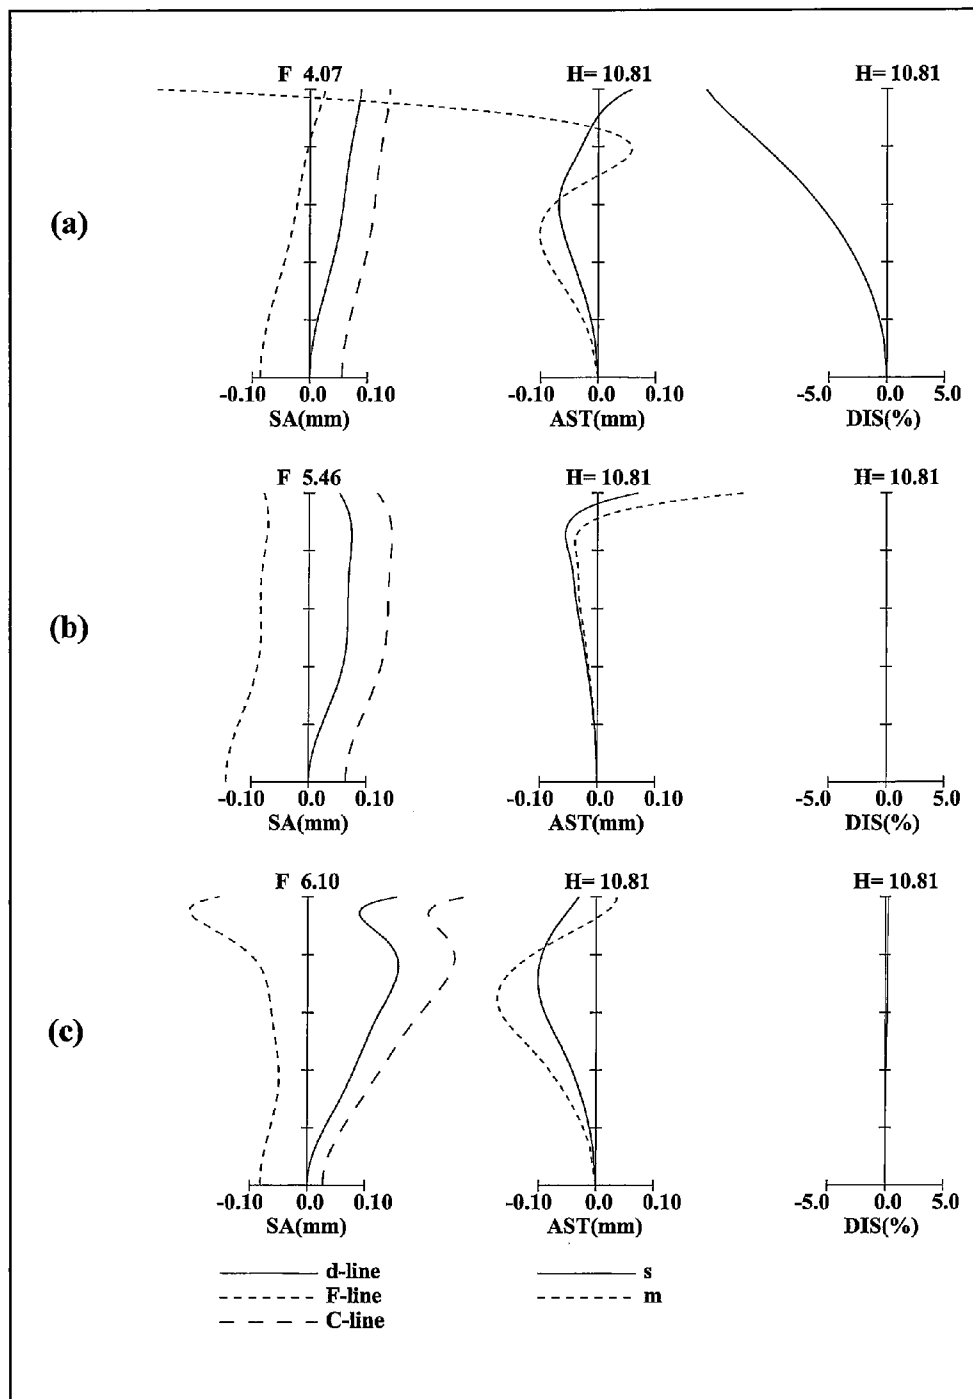 F 4.07 H= 10.81 H= 10.81
(a)
-0.10 0.0 0.10 -0.10 0.0 0.10 -5.0 0.0 5.0
SA(mm) AST(mm) DIS(%)
F 5.46 H= 10.81 H= 10.81
(b)
-0.10 0.0 0.10 -0.10 0.0 0.10 -5.0 0.0 5.0
SA(mm) AST(mm) DIS(%)
F 6.10 H= 10.81 H= 10.81
(c)
-0.10 0.0 0.10 -0.10 0.0 0.10 -5.0 0.0 5.0
SA(mm) AST(mm) DIS(%)
d-line s
F-line m
C-line